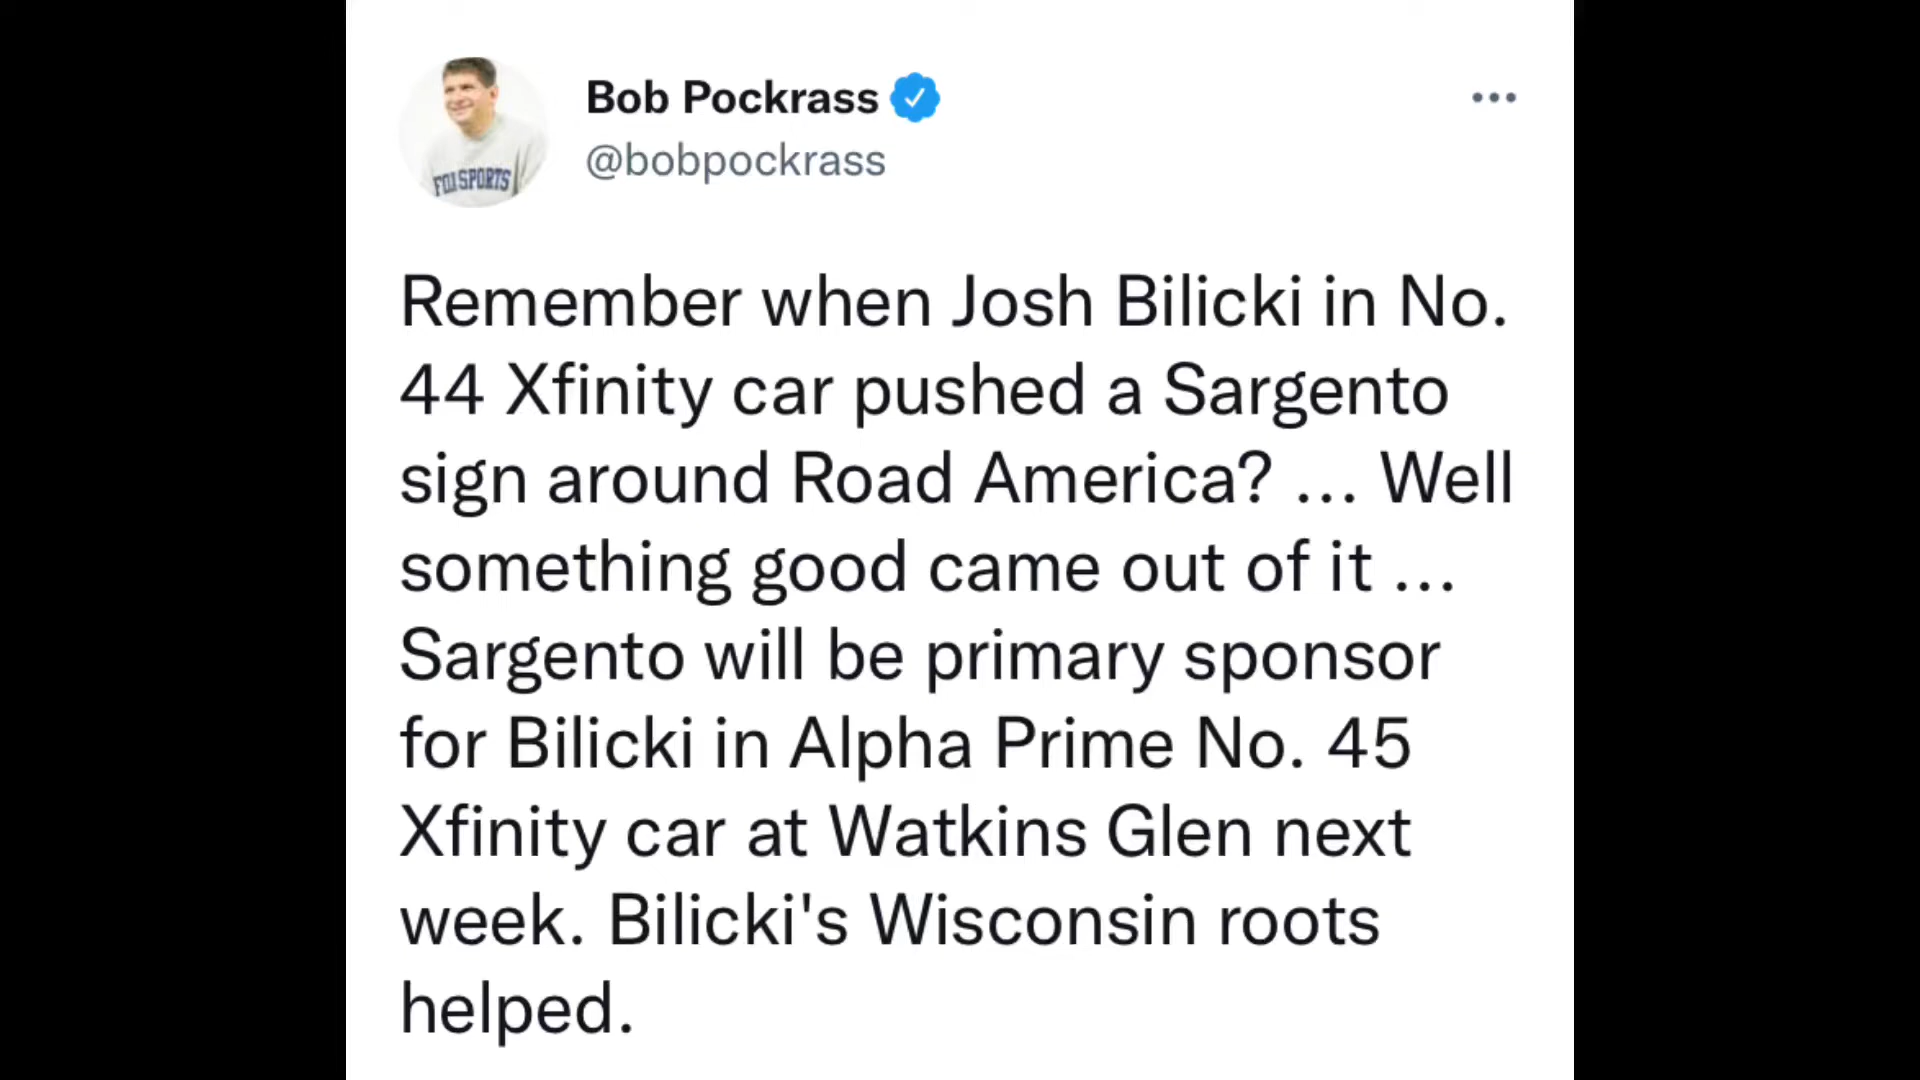 Bob Pockrass
@bobpockrass
FOX SPORTS
Remember when Josh Bilicki in No.
44 Xfinity car pushed a Sargento
sign around Road America? ... Well
something good came out of it ...
Sargento will be primary sponsor
for Bilicki in Alpha Prime No. 45
Xfinity car at Watkins Glen next
week. Bilicki's Wisconsin roots
helped.